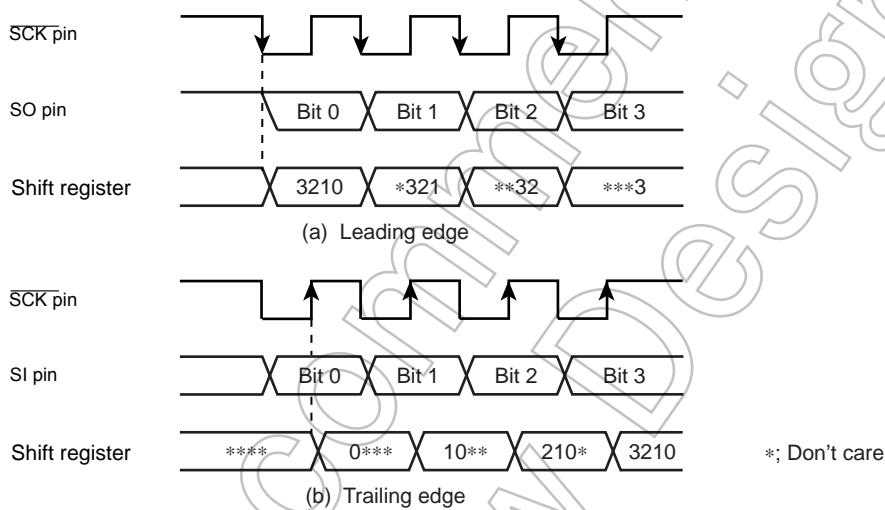 SCK pin
SO pin
Bit 0 Bit 1 Bit 2 Bit 3
Shift register
3210 *321 **32 ***3
(a) Leading edge
SCK pin
SI pin
Bit 0 Bit 1 Bit 2 Bit 3
Shift register
**** 0*** 10** 210* 3210
*; Don't care
(b) Trailing edge